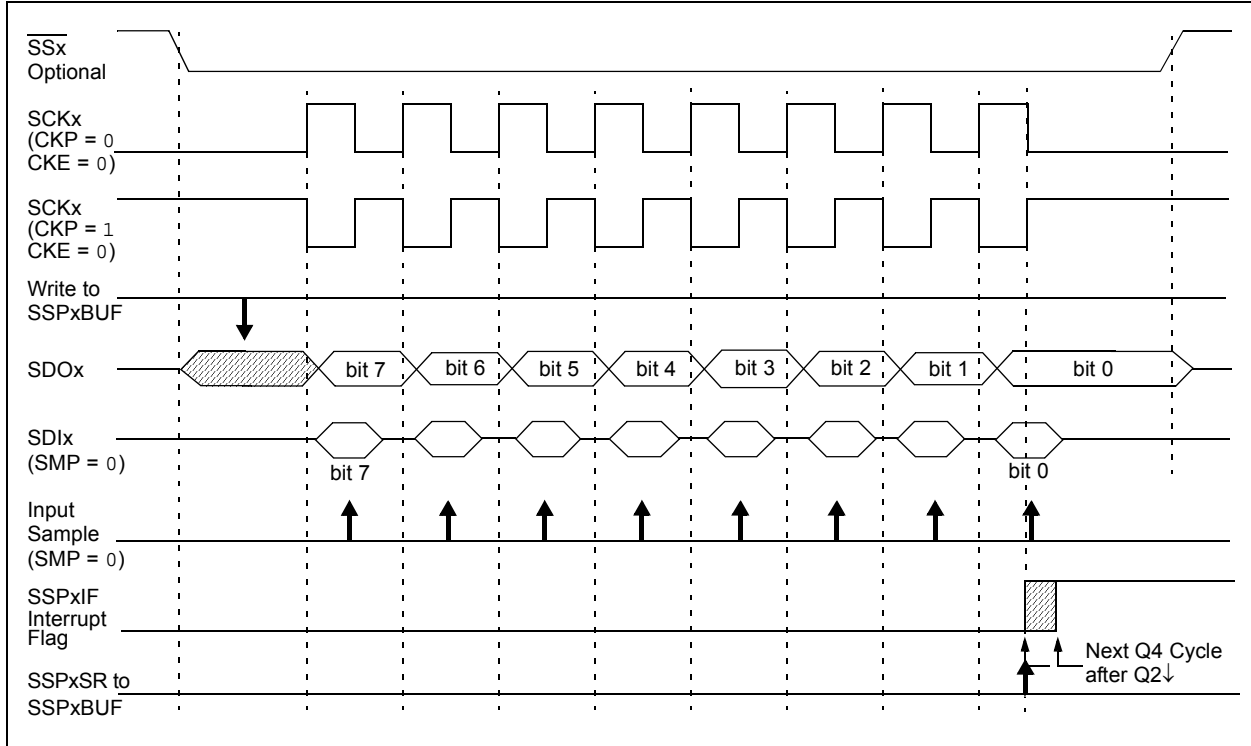 SSx
Optional
SCKx
(CKP = 0
CKE = 0)
SCKx
(CKP = 1
CKE = 0)
Write to
SSPxBUF
SDOx
bit 7
bit 6
bit 5
bit 4
bit 3
bit 2
bit 1
bit 0
SDIx
(SMP = 0)
bit 7
bit 0
Input
Sample
(SMP = 0)
SSPxIF
Interrupt
Flag
Next Q4 Cycle
after Q2↓
SSPxSR to
SSPxBUF